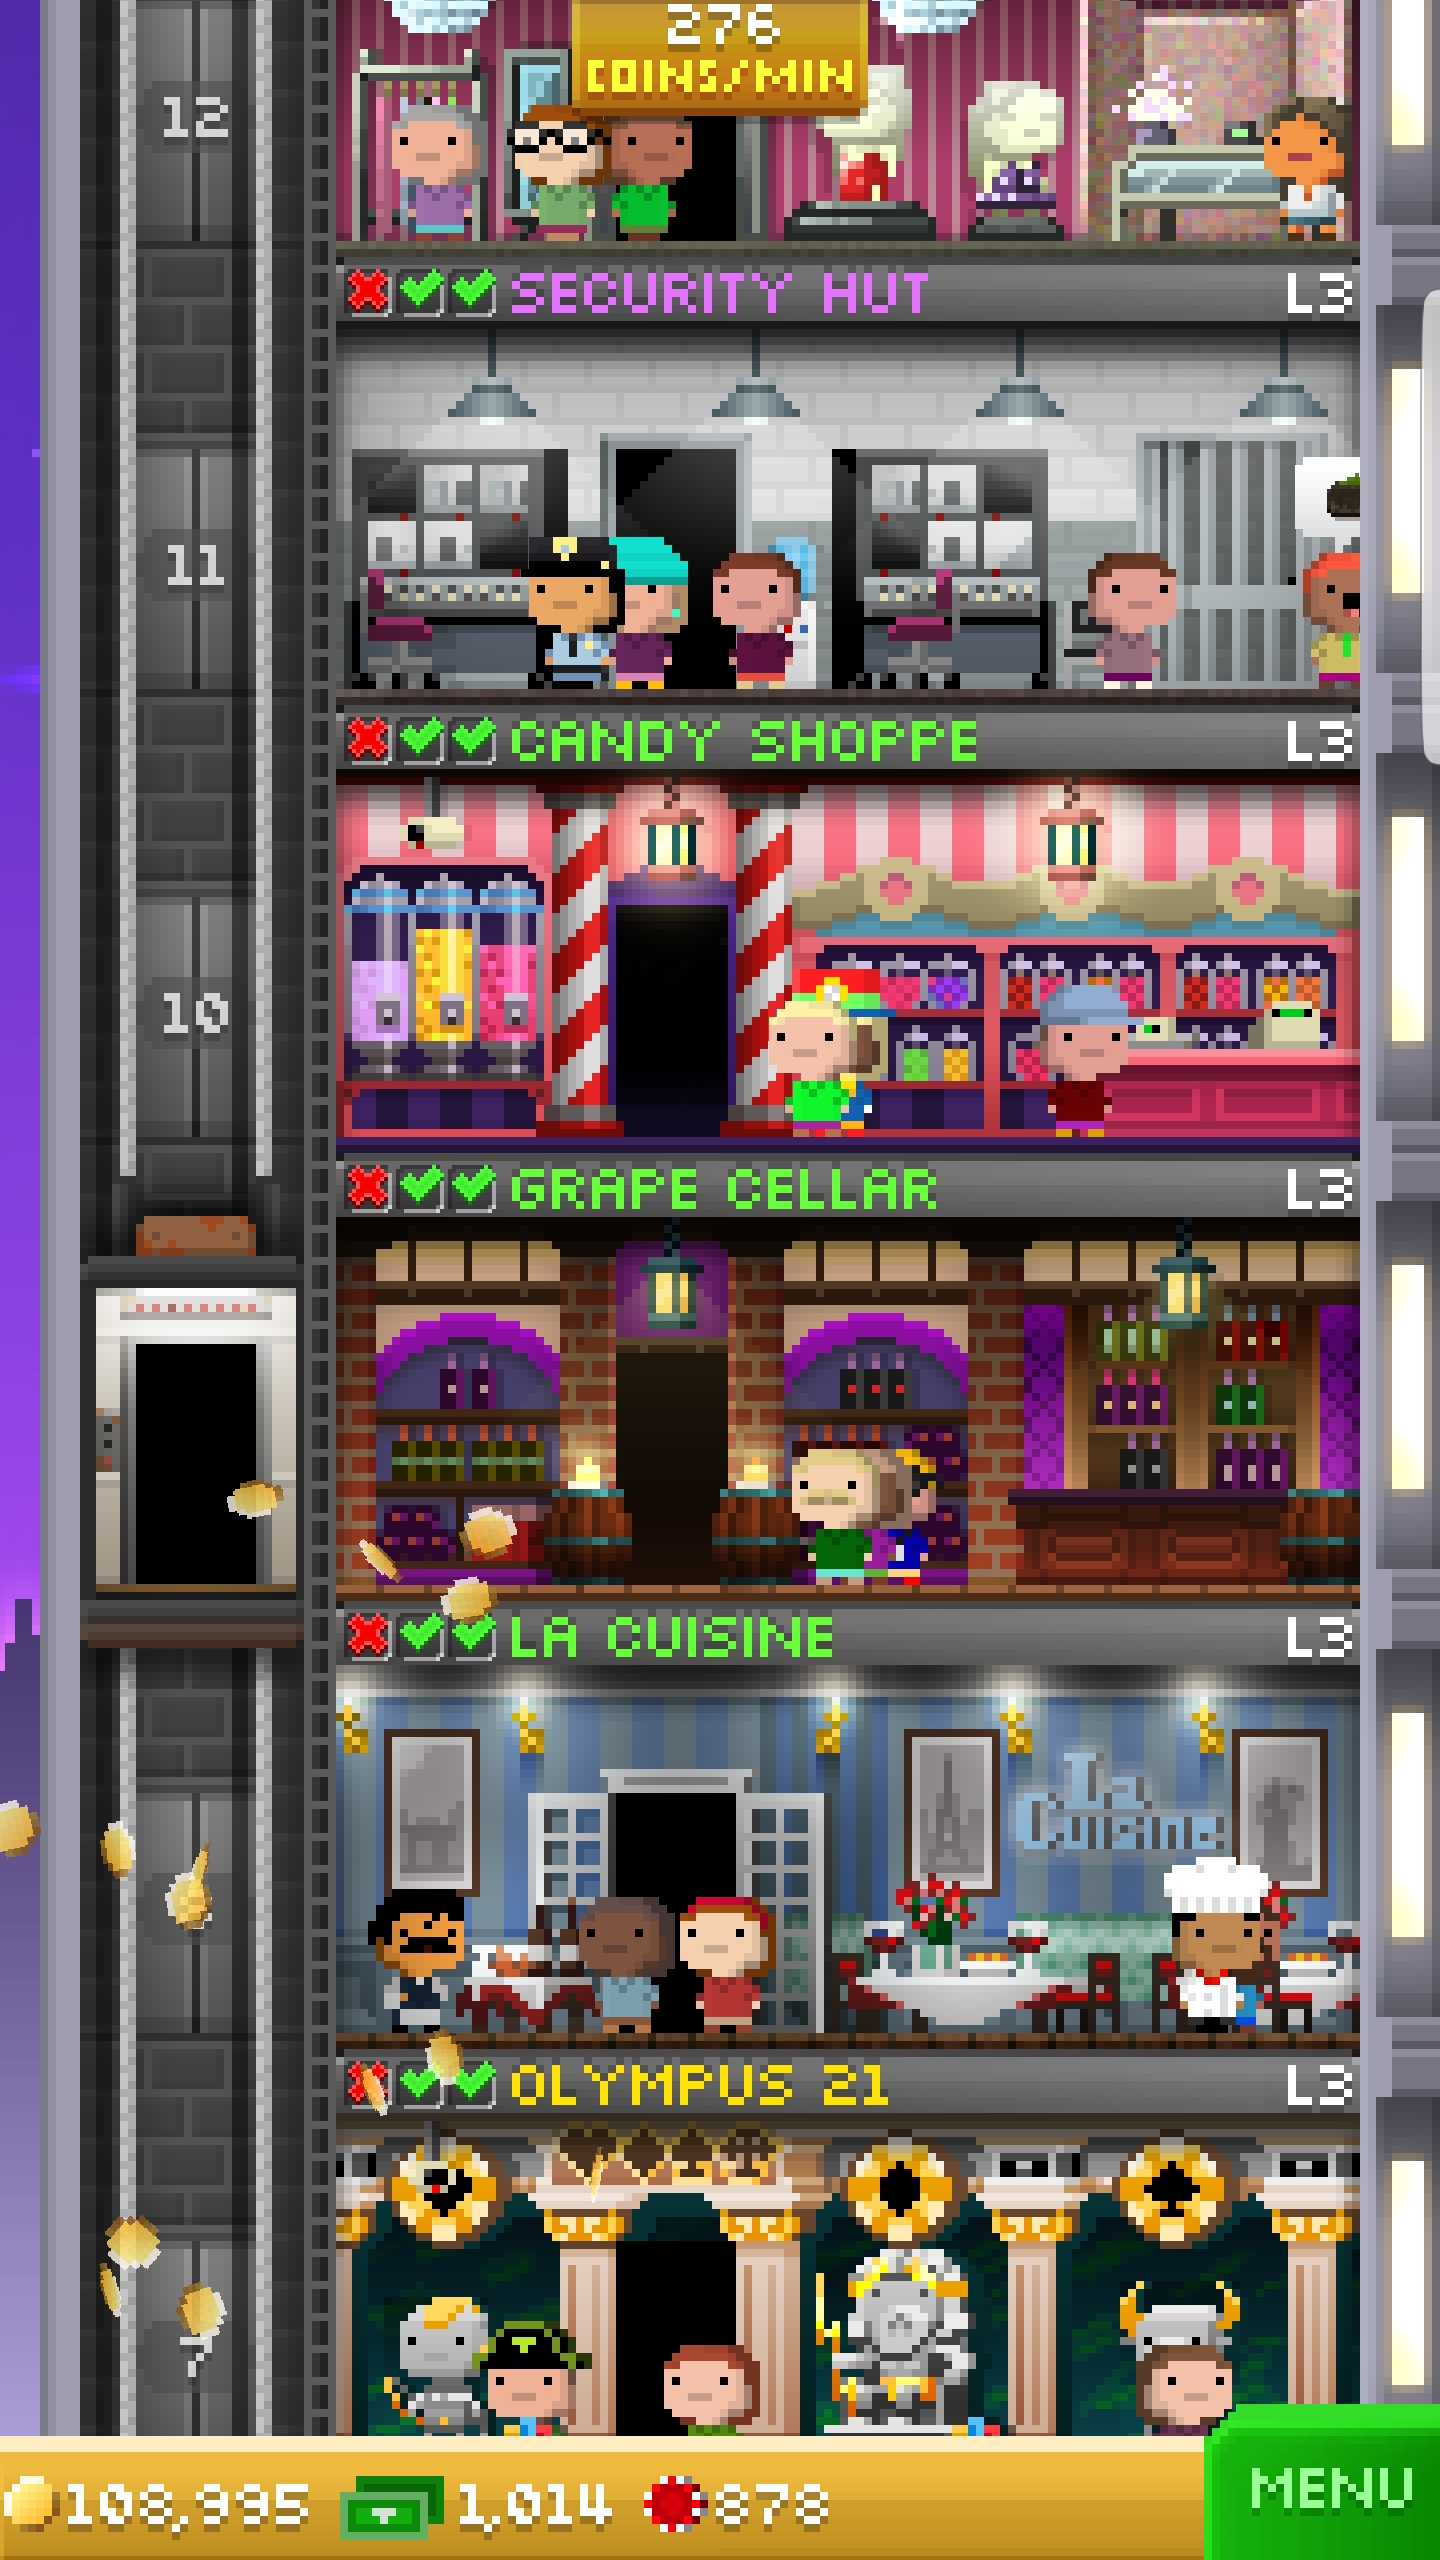 276
COINS/MIN
12
SECURITY HUT L3
11
CANDY SHOPPE L3
10
GRAPE CELLAR L3
LA CUISINE L3
La
Cuisine
OLYMPUS 21 L3
7
108,995 1,014 878
MENU